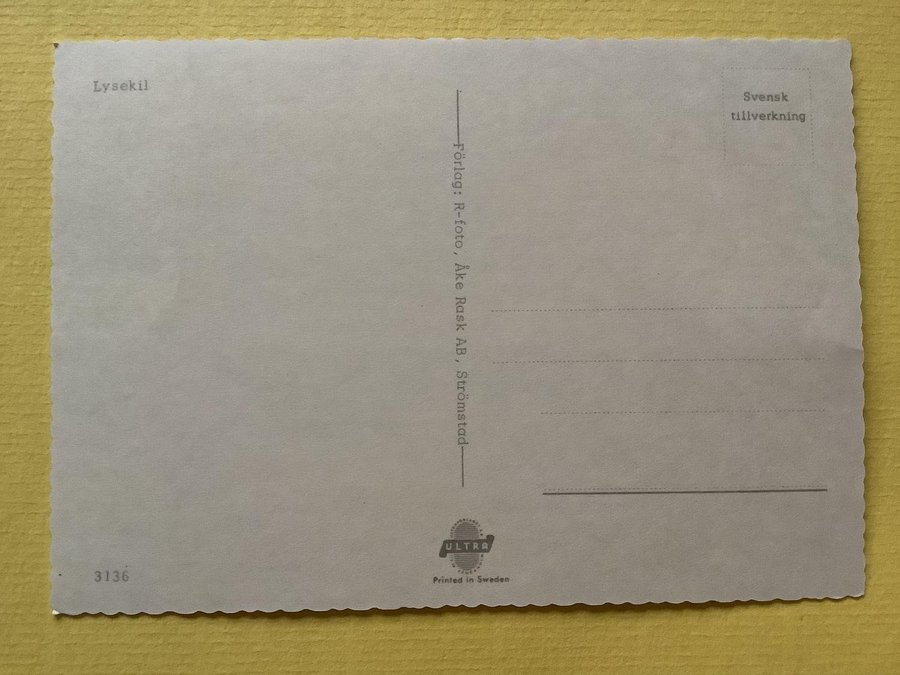 Lysekil
Svensk
tillverkning
Förlag: R-foto, Åke Rask AB, Strömstad
3136
ULTRA
Printed in Sweden